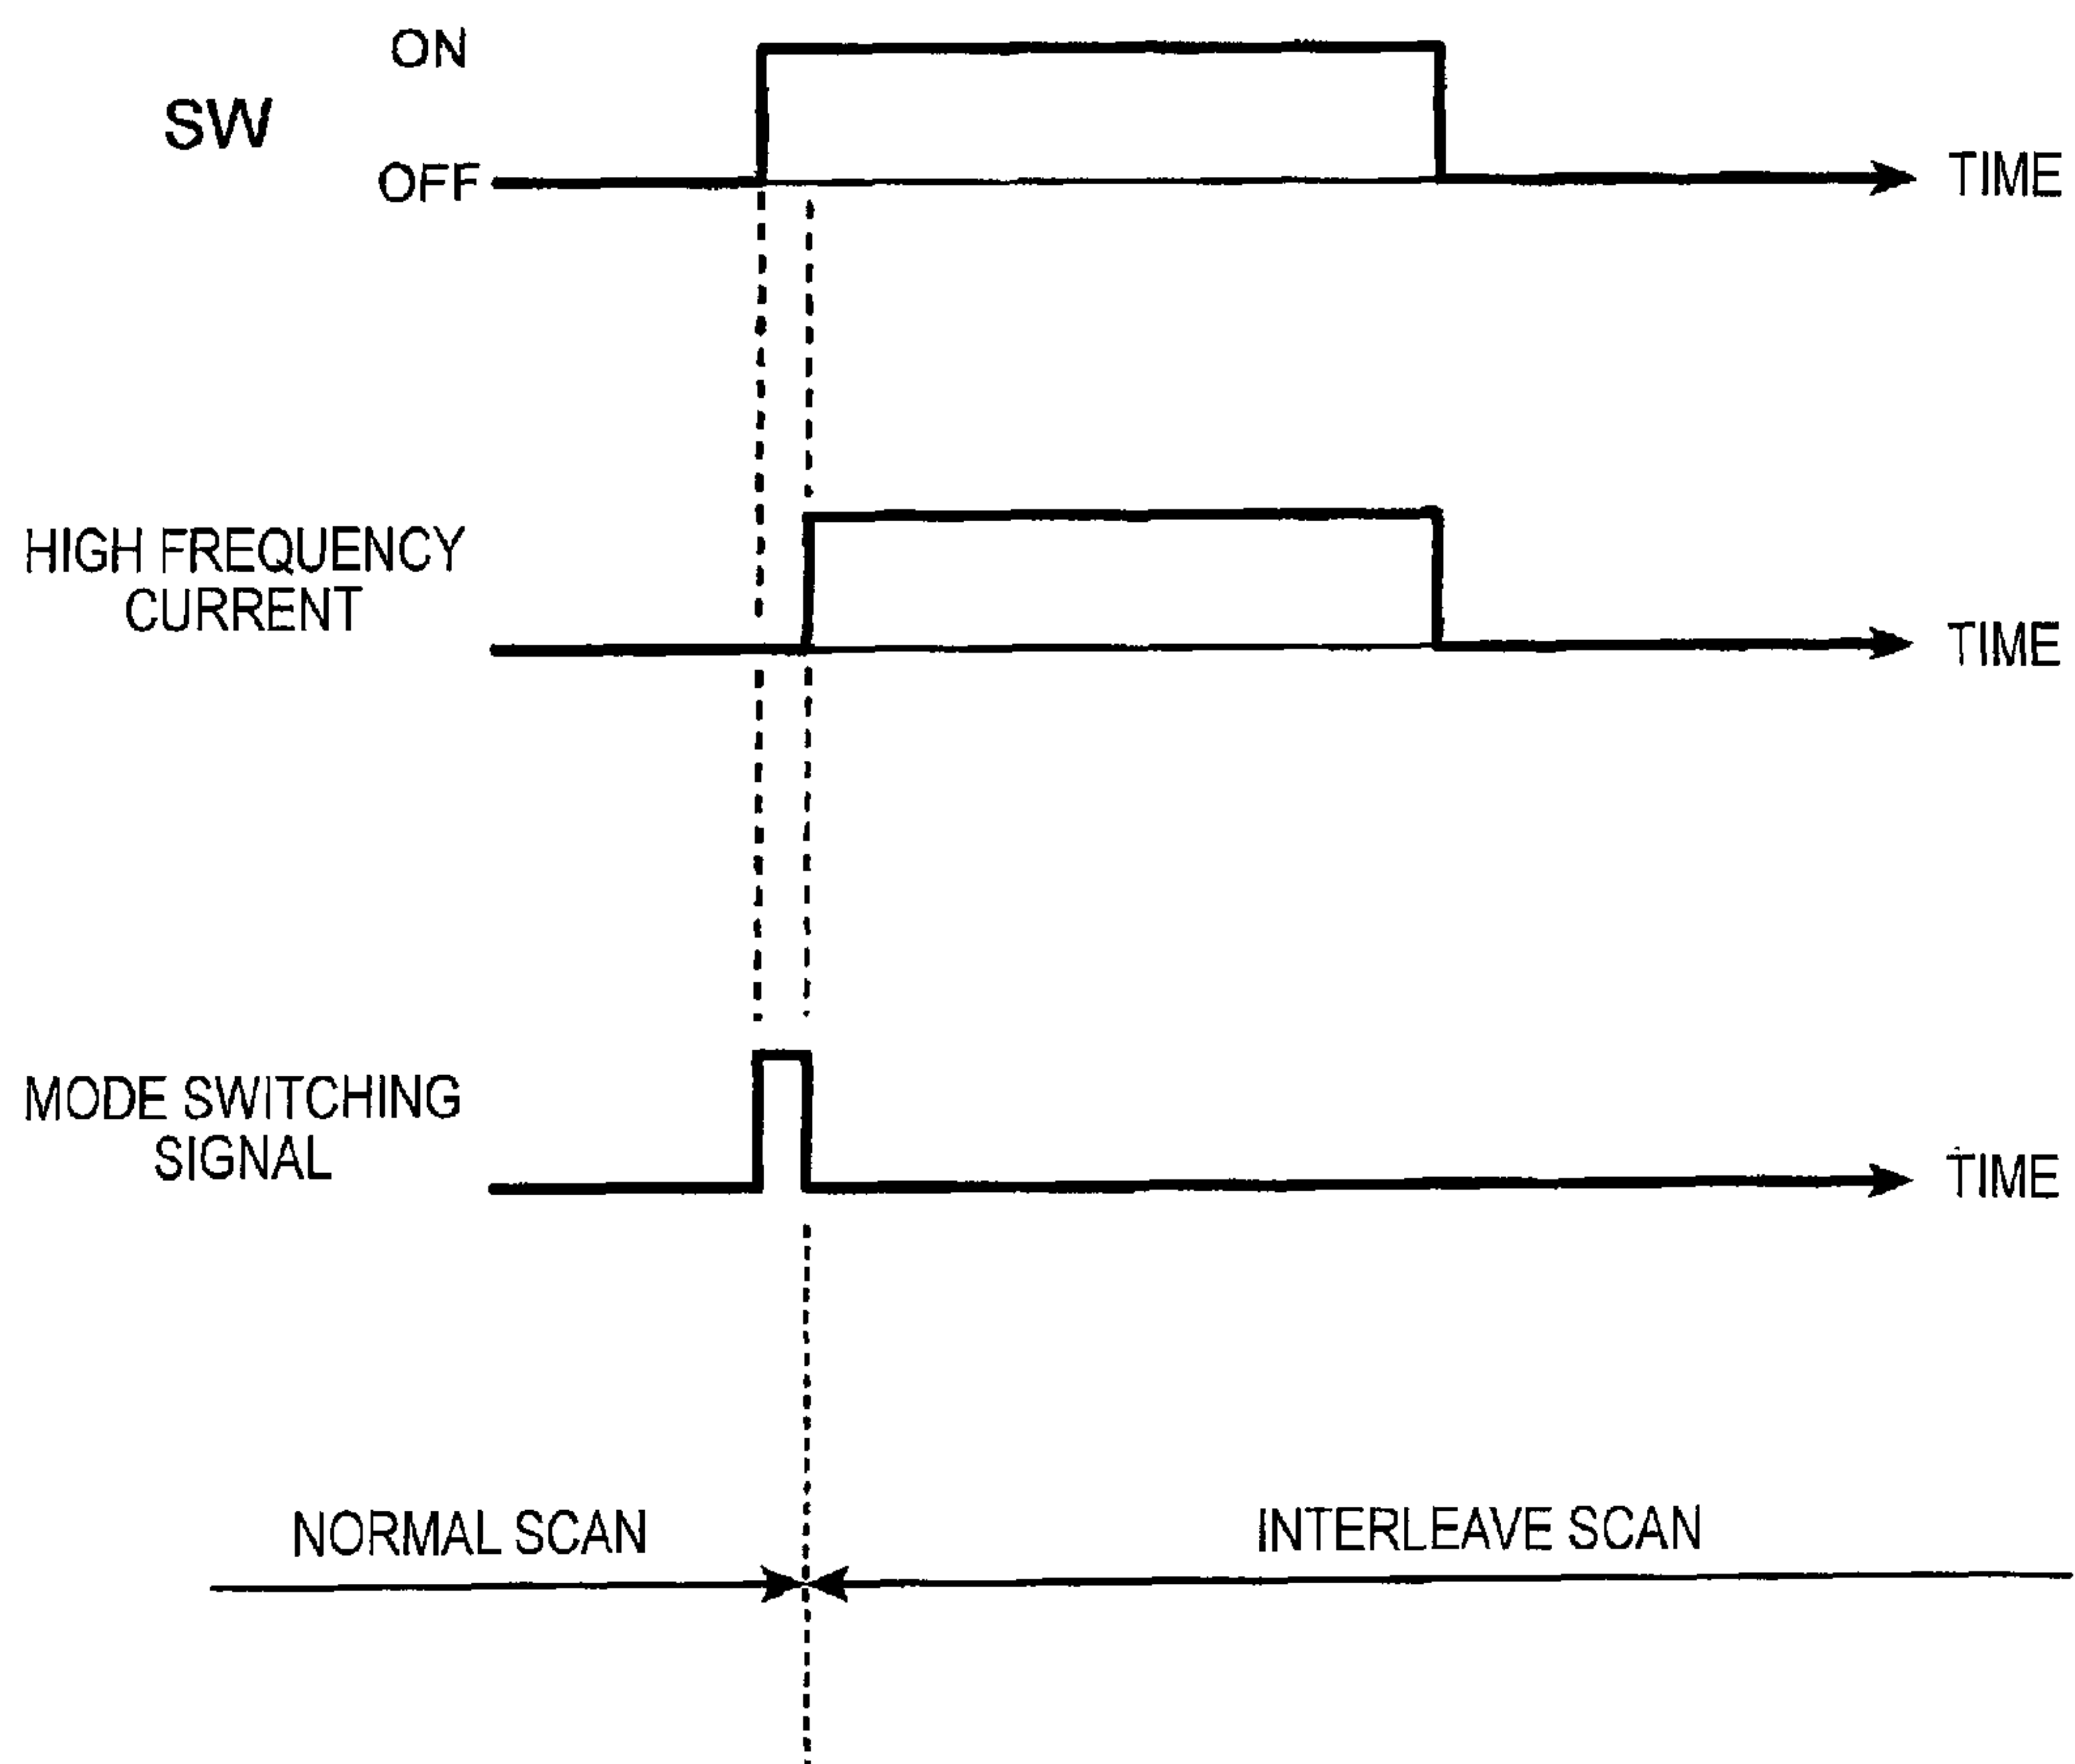 ON
SW
OFF
TIME
HIGH FREQUENCY
CURRENT
TIME
MODE SWITCHING
SIGNAL
TIME
NORMAL SCAN
INTERLEAVE SCAN